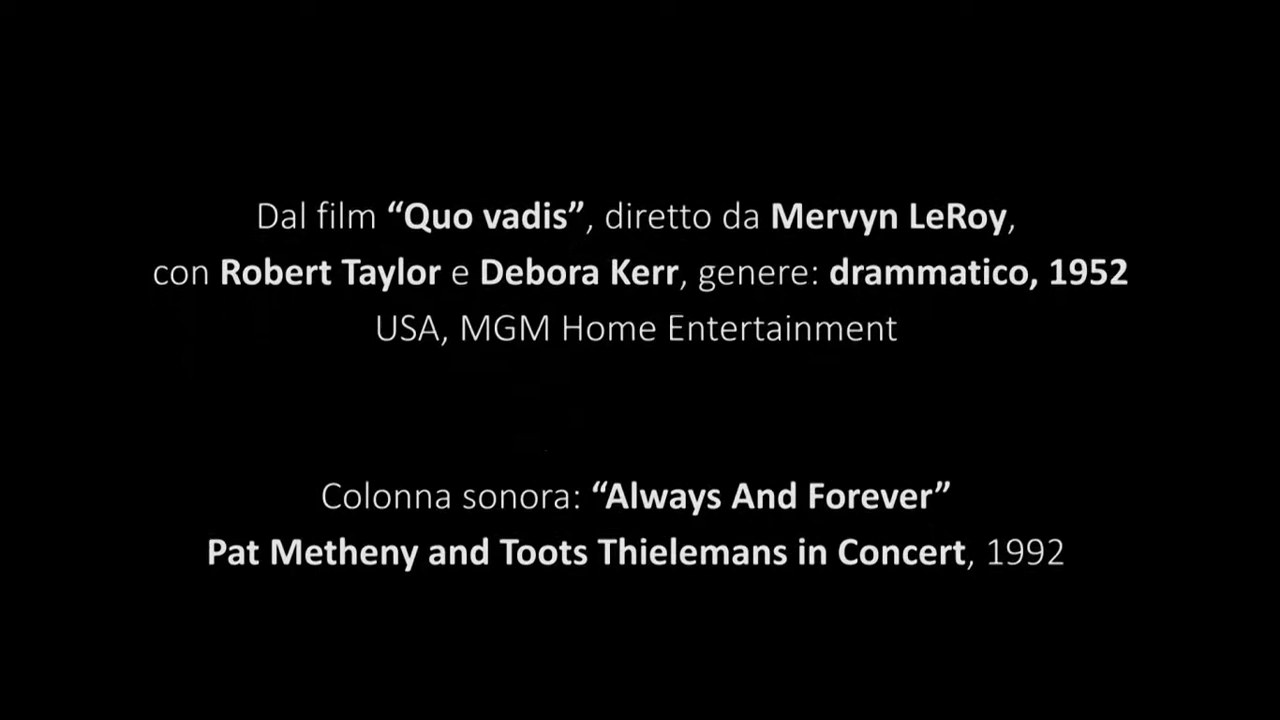 Dal film “Quo vadis”, diretto da Mervyn LeRoy,
con Robert Taylor e Debora Kerr, genere: drammatico, 1952
USA, MGM Home Entertainment
Colonna sonora: “Always And Forever”
Pat Metheny and Toots Thielemans in Concert, 1992